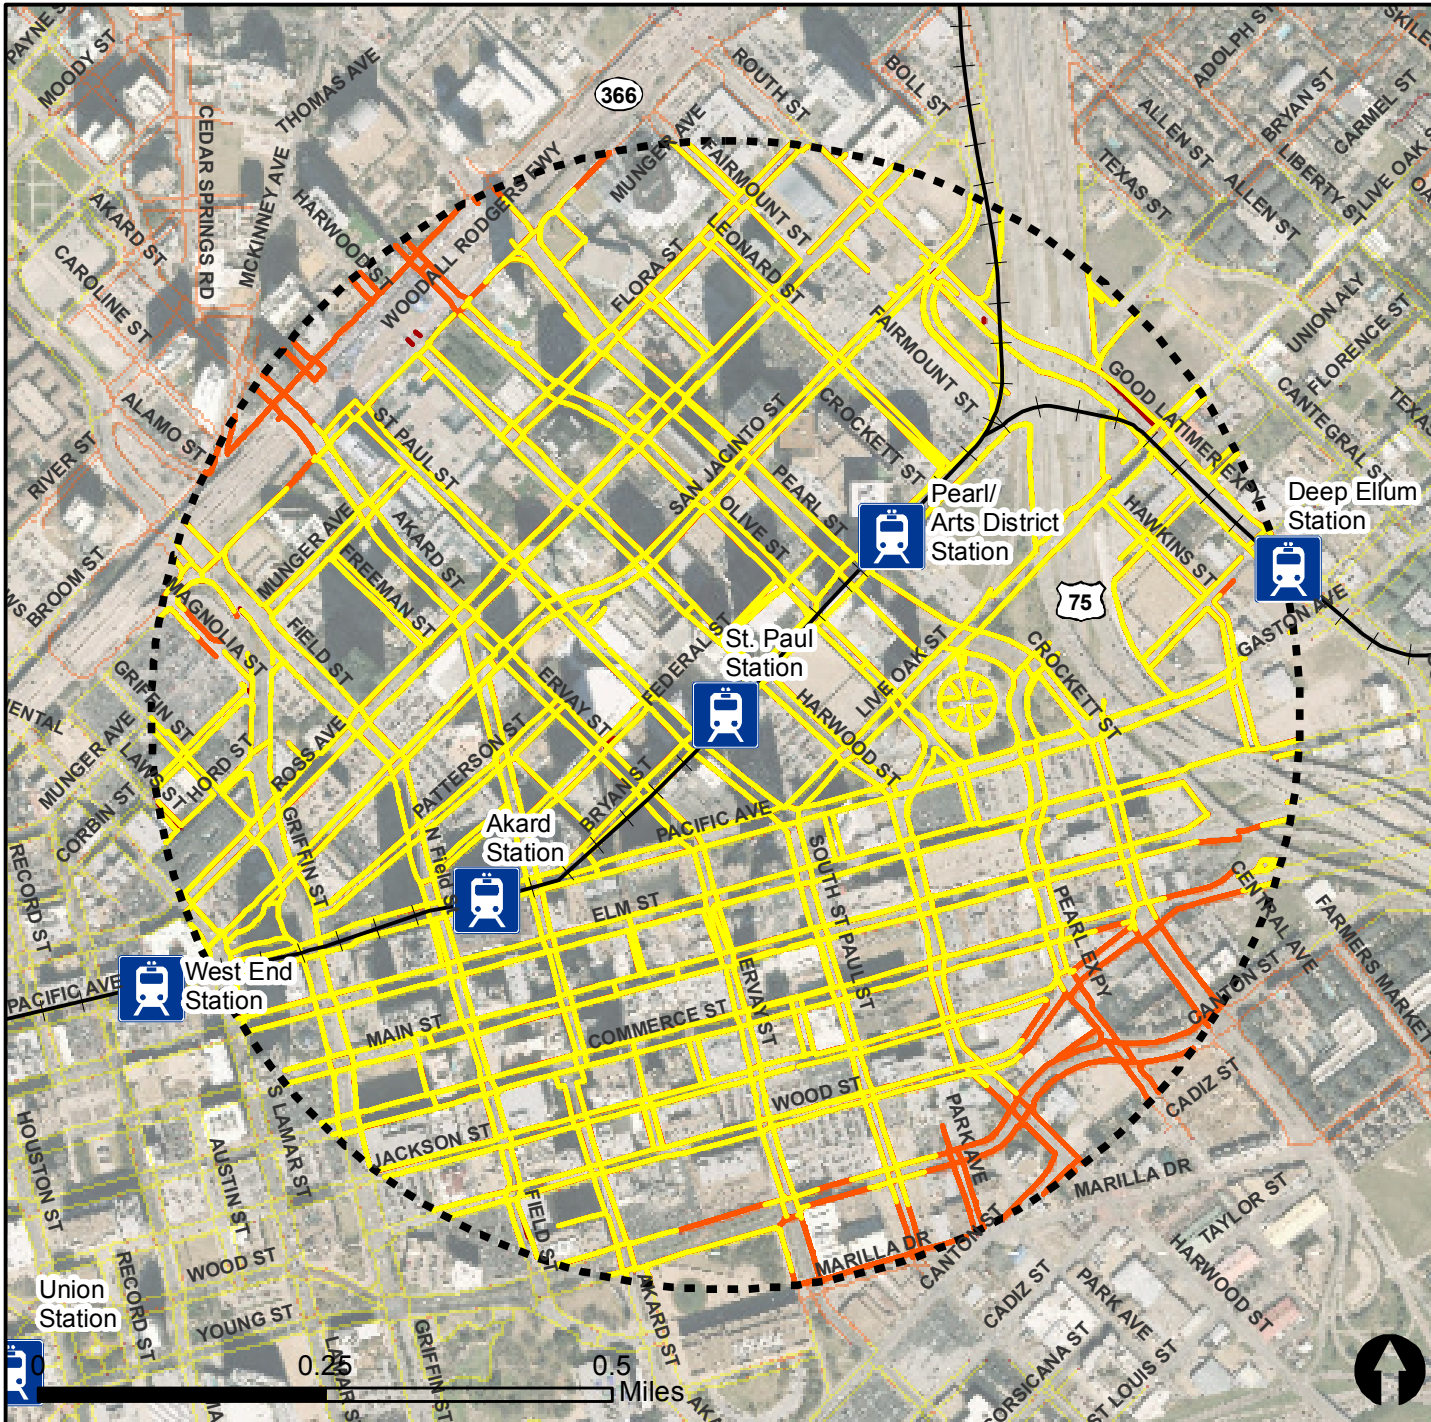 PAYNE ST
MOODY ST
THOMAS AVE
CEDAR SPRINGS RD
MCKINNEY AVE
HARWOOD ST
AKARD ST
CAROLINE ST
ALAMO ST
RIVER ST
BROOM ST
WOODALL RODGERS FWY
366
MUNGER AVE
ROUTH ST
BOLL ST
FAIRMOUNT ST
LEONARD ST
FLORA ST
ADOLPH ST
ALLEN ST
BRYAN ST
CARMEL ST
LIBERTY ST
LIVE OAK S
TEXAS ST
ALLEN ST
UNION ALY
FLORENCE ST
CANTEGRAL ST
TEXAS
GOOD LATIMER EXPY
FAIRMOUNT ST
CROCKETT ST
SAN JACINTO ST
PEARL ST
OLIVE ST
ST PAUL ST
AKARD ST
MUNGER AVE
FREEMAN ST
MAGNOLIA ST
FIELD ST
GRIFFIN ST
MUNGER AVE
LAWS ST
HORD ST
CORBIN ST
ROSS AVE
GRIFFIN ST
RECORD ST
PATTERSON ST
ERVAY ST
FEDERAL ST
N Field St
BRYAN ST
Pearl/
Arts District
Station
Deep Ellum
Station
HAWKINS ST
75
GASTON AVE
St. Paul
Station
LIVE OAK ST
HARWOOD ST
CROCKETT ST
Akard
Station
PACIFIC AVE
ELM ST
SOUTH ST PAUL ST
PEARL EXPY
CENTRAL AVE
FARMERS MARKET
CANTON ST
West End
Station
PACIFIC AVE
MAIN ST
COMMERCE ST
ERVAY ST
WOOD ST
PARK AVE
CADIZ ST
JACKSON ST
S LAMAR ST
HOUSTON ST
AUSTIN ST
FIELD ST
MARILLA DR
MARILLA DR
CANTON ST
TAYLOR ST
HARWOOD ST
CADIZ ST
PARK AVE
RECORD ST
WOOD ST
YOUNG ST
AKARD ST
GRIFFIN ST
LAMAR S
CORSICANA ST
ST LOUIS ST
Union
Station
0
0.25
0.5
Miles